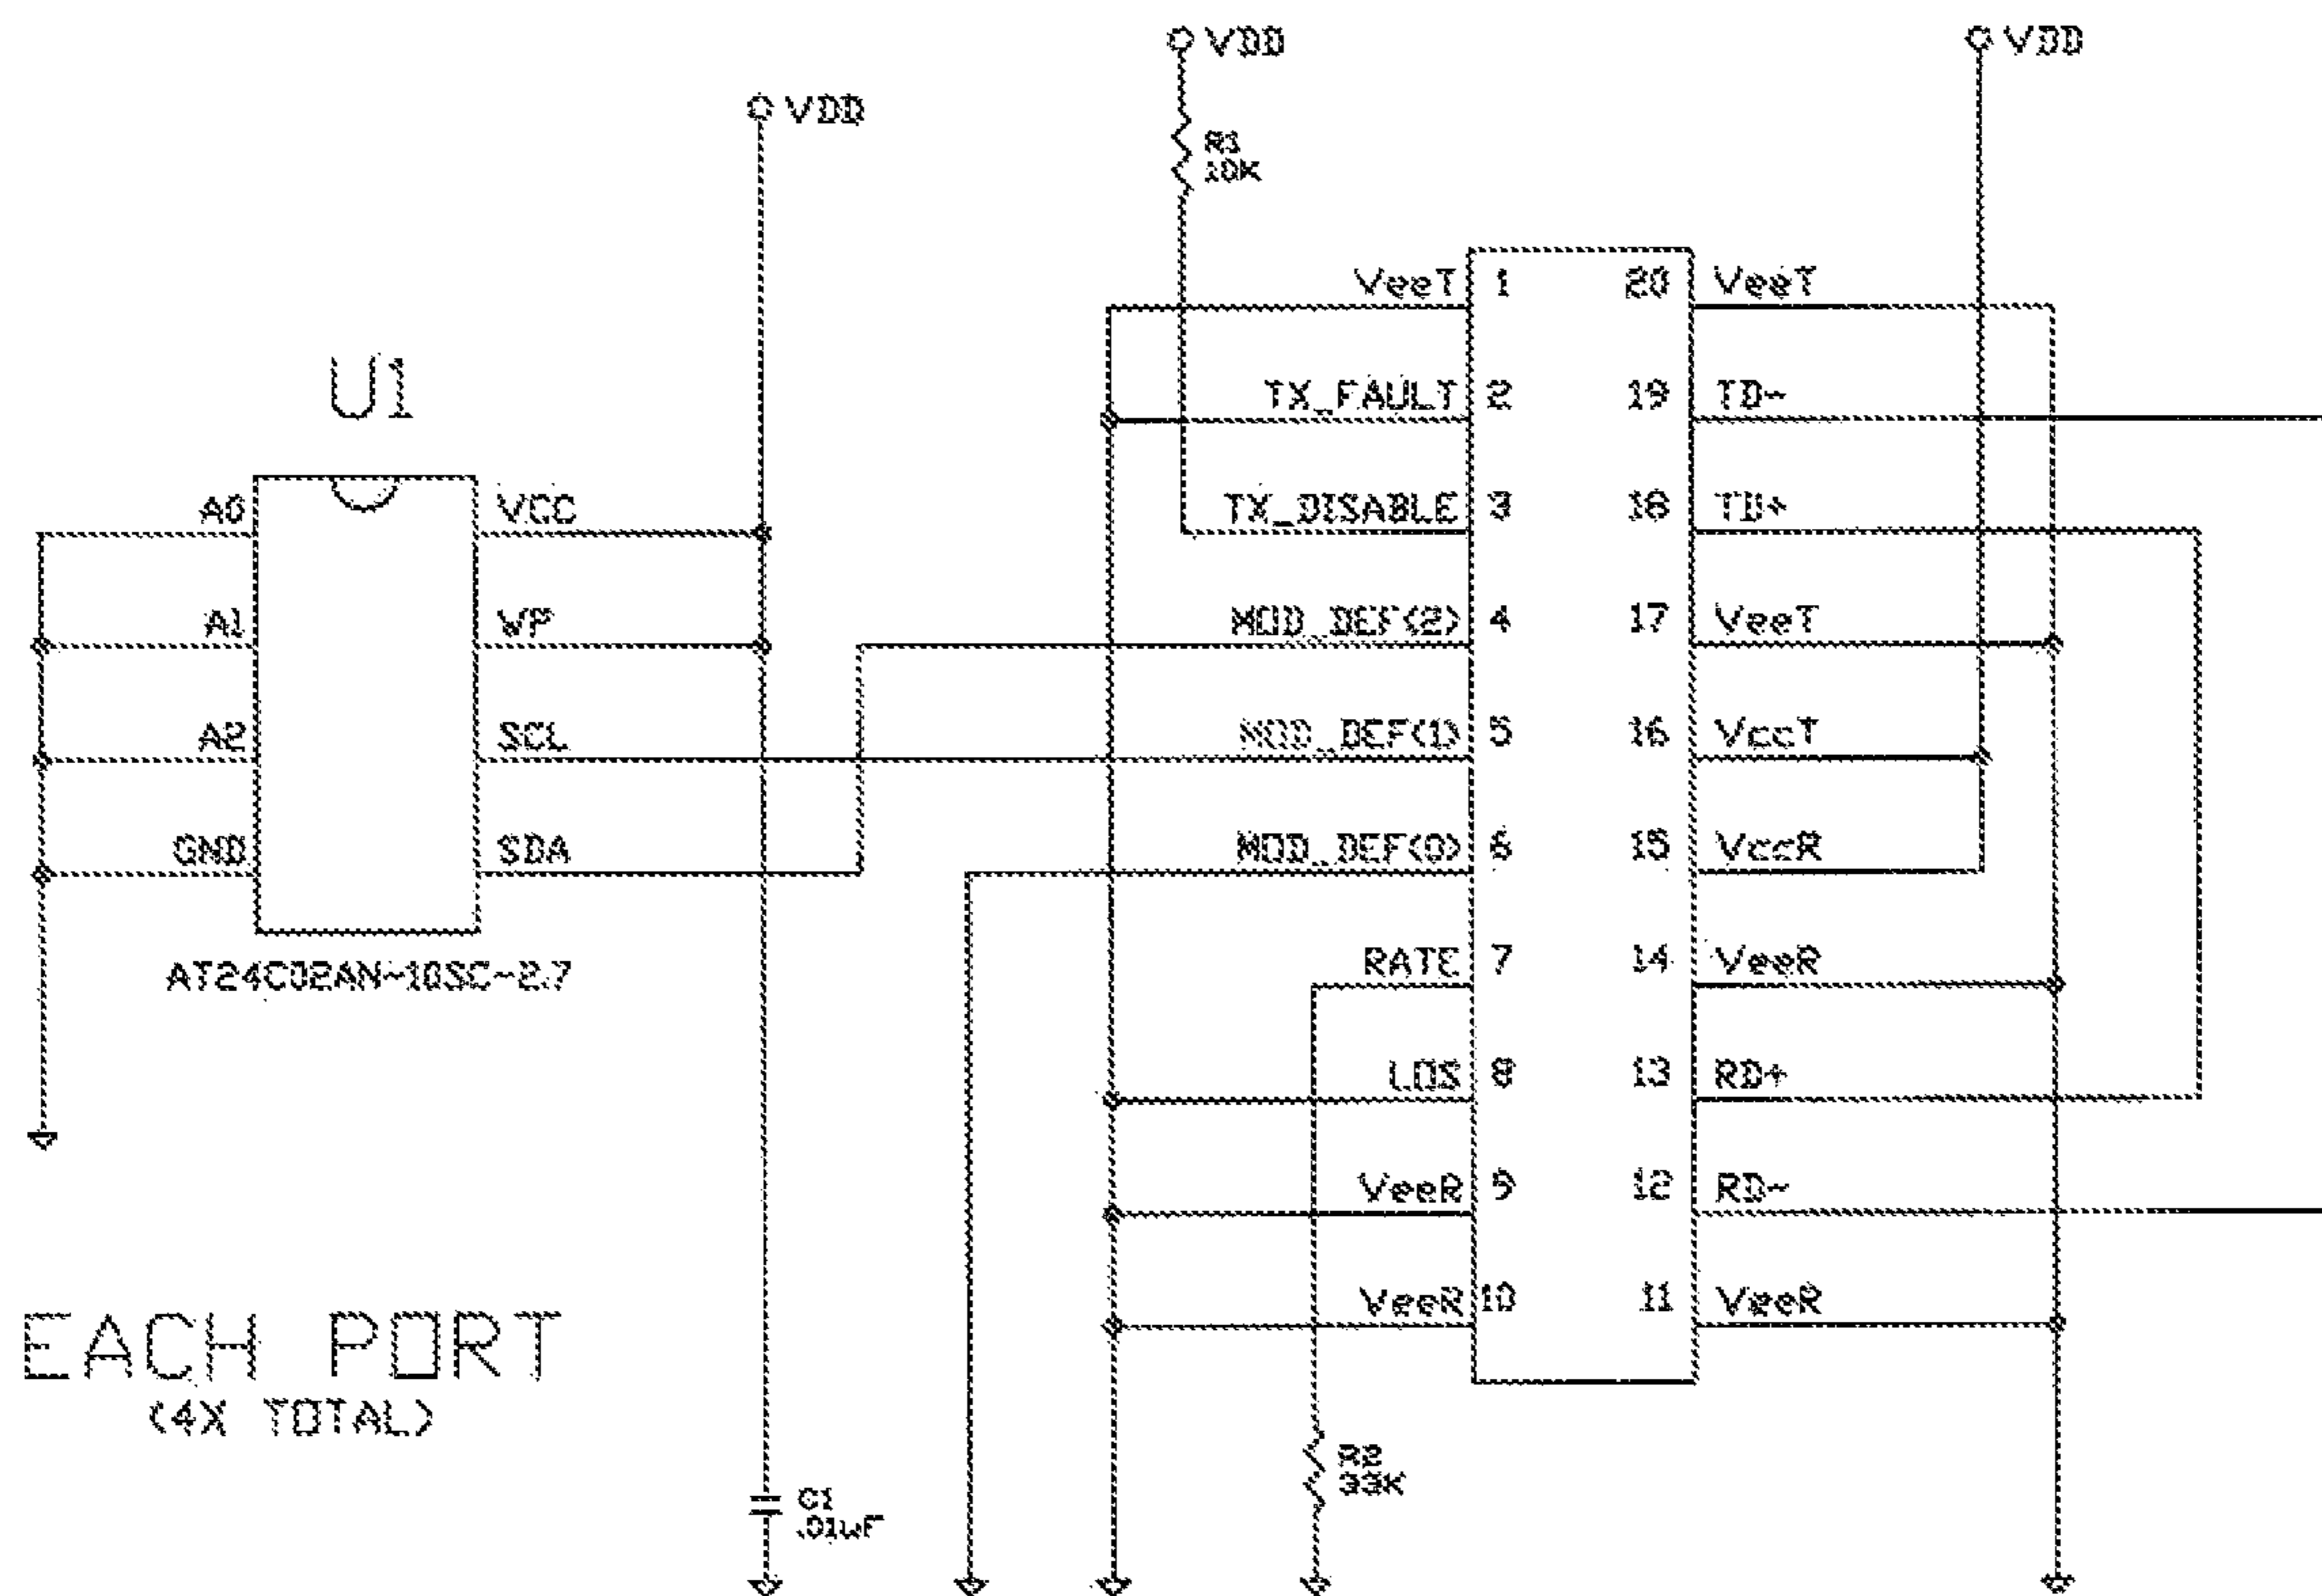 VDD
VDD
VDD
R1
10K
U1
A0
A1
A2
GND
VCC
WP
SCL
SDA
AT24C02AN-10SC-2.7
VeeT 1
TX_FAULT 2
TX_DISABLE 3
MOD_DEF(2) 4
MOD_DEF(1) 5
MOD_DEF(0) 6
RATE 7
LOS 8
VeeR 9
VeeR 10
20 VeeT
19 TD-
18 TD+
17 VeeT
16 VccT
15 VccR
14 VeeR
13 RD+
12 RD-
11 VeeR
EACH PORT
(4X TOTAL)
C1
.01uF
R2
33K